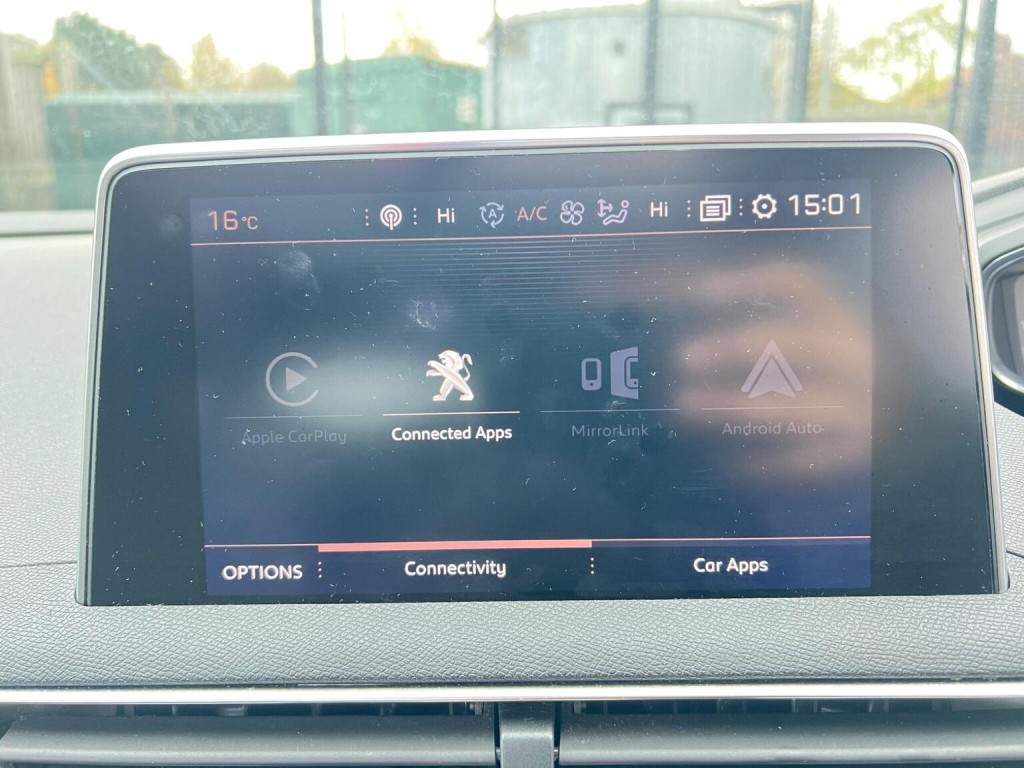 16°C Hi A A/C Hi 15:01
Apple CarPlay Connected Apps MirrorLink Android Auto
OPTIONS Connectivity Car Apps